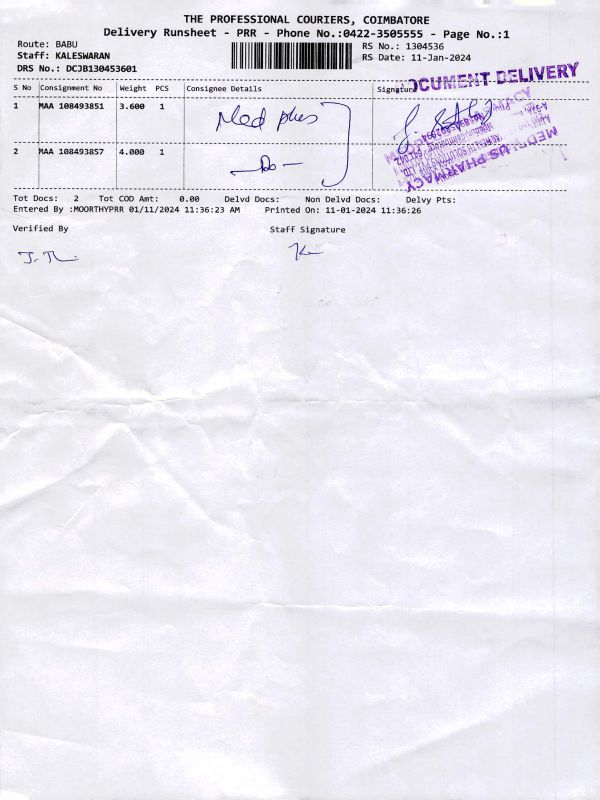 THE PROFESSIONAL COURIERS, COIMBATORE
Delivery Runsheet - PRR - Phone No.:0422-3505555 - Page No.:1
Route: BABU
RS No.: 1304536
Staff: KALESWARAN
RS Date: 11-Jan-2024
DRS No.: DCJB130453601
DOCUMENT DELIVERY
S No Consignment No Weight PCS Consignee Details Signature
1 MAA 108493851 3.600 1 Med plus
2 MAA 108493857 4.000 1 —Do—
MEDPLUS PHARMACY
Tot Docs: 2 Tot COD Amt: 0.00 Delvd Docs: Non Delvd Docs: Delvy Pts:
Entered By :MOORTHYPRR 01/11/2024 11:36:23 AM Printed On: 11-01-2024 11:36:26
Verified By Staff Signature